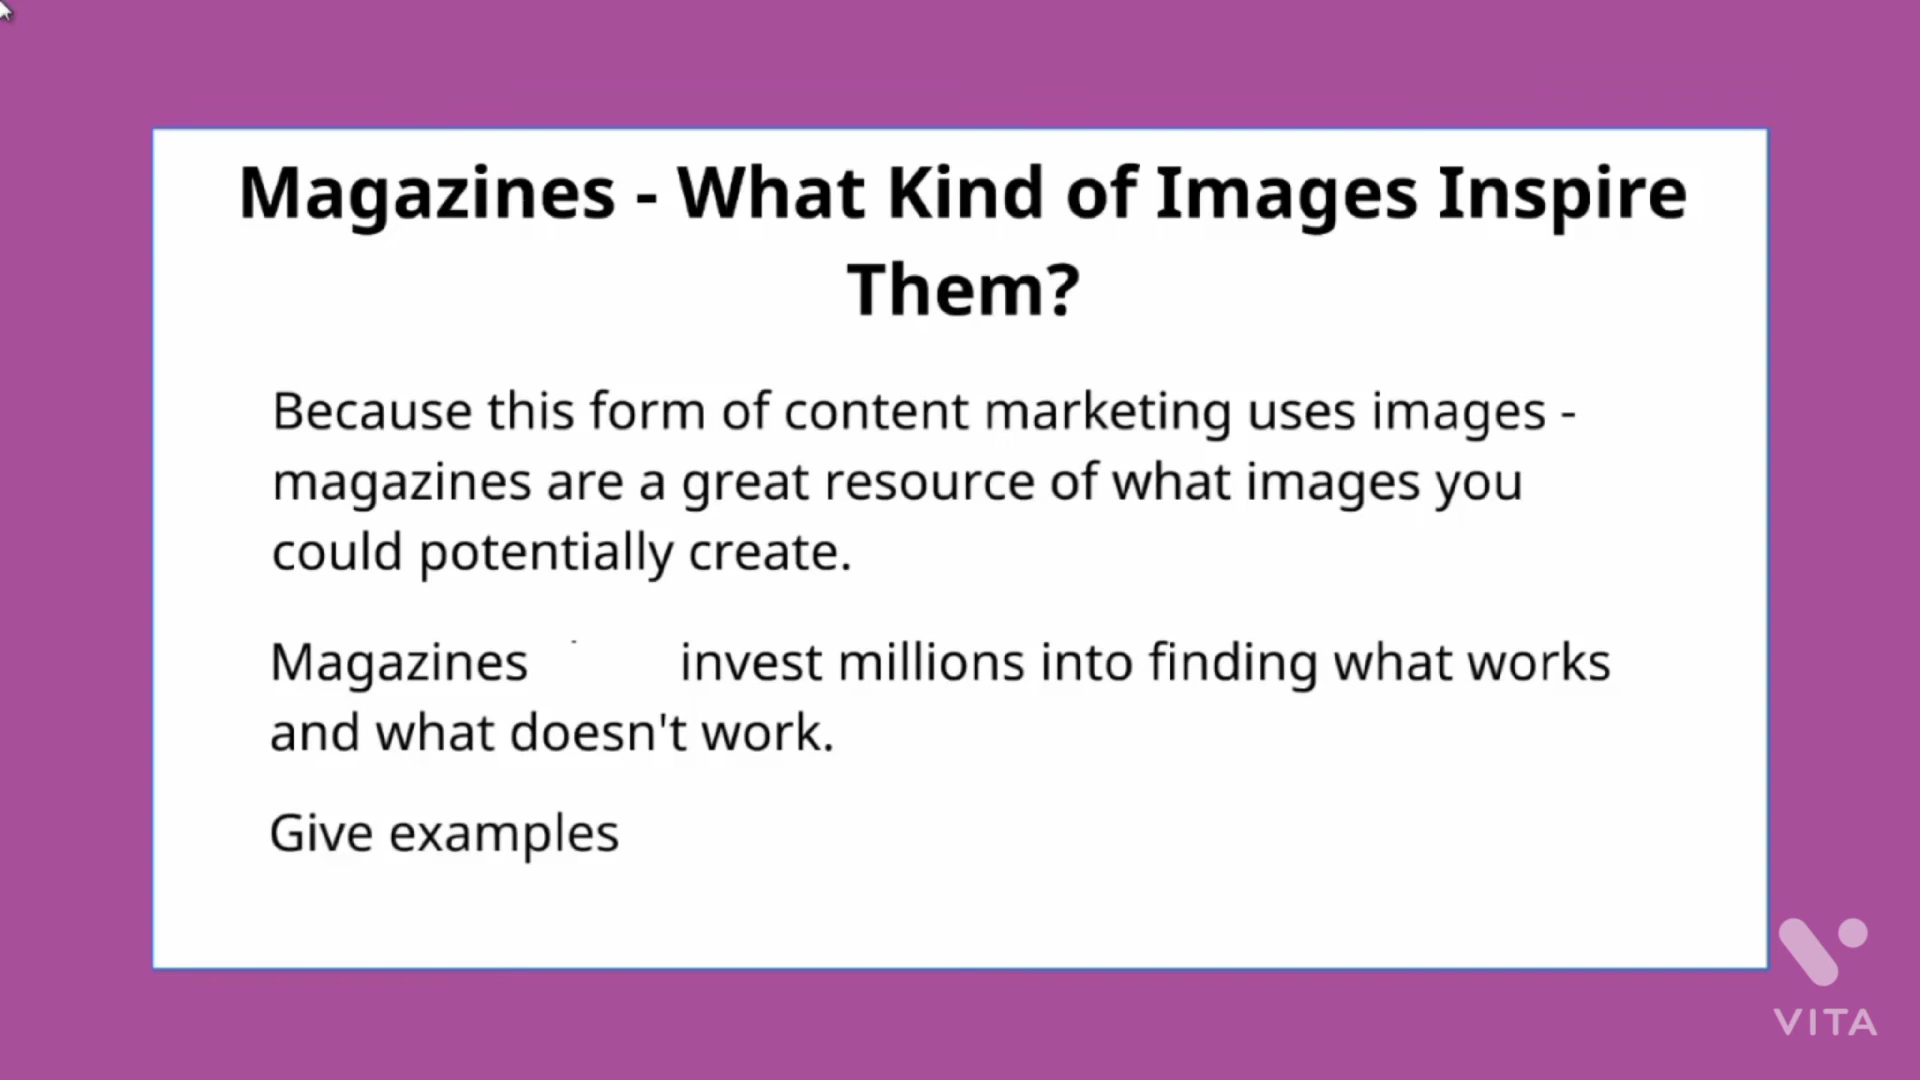 Magazines - What Kind of Images Inspire
Them?
Because this form of content marketing uses images -
magazines are a great resource of what images you
could potentially create.
Magazines invest millions into finding what works
and what doesn't work.
Give examples
VITA